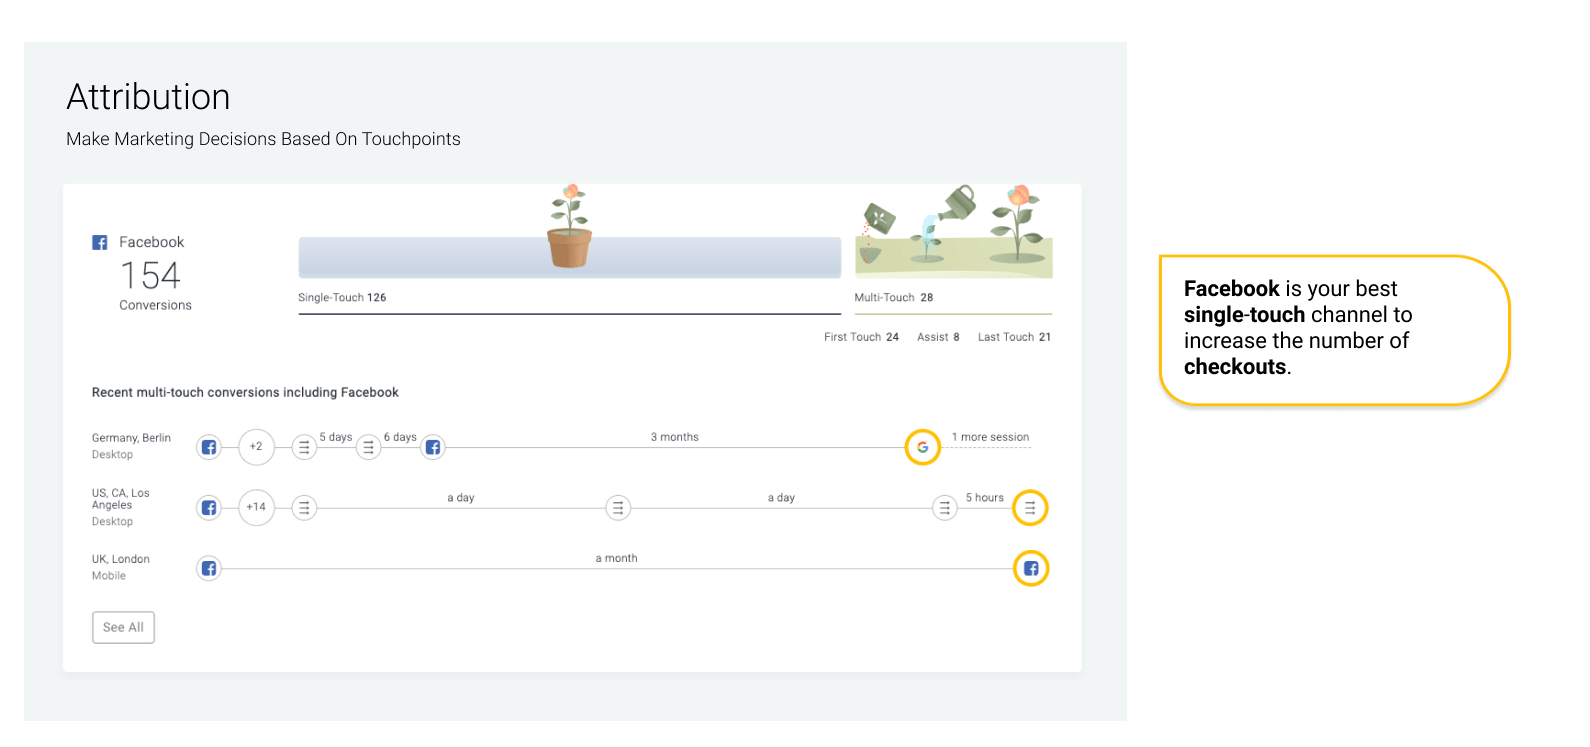 Attribution
Make Marketing Decisions Based On Touchpoints
Facebook
154
Conversions
Single-Touch 126
Multi-Touch 28
First Touch 24 Assist 8 Last Touch 21
Recent multi-touch conversions including Facebook
Germany, Berlin
Desktop
+2
5 days
6 days
3 months
G
1 more session
US, CA, Los
Angeles
Desktop
+14
a day
a day
5 hours
UK, London
Mobile
a month
See All
Facebook is your best
single-touch channel to
increase the number of
checkouts.